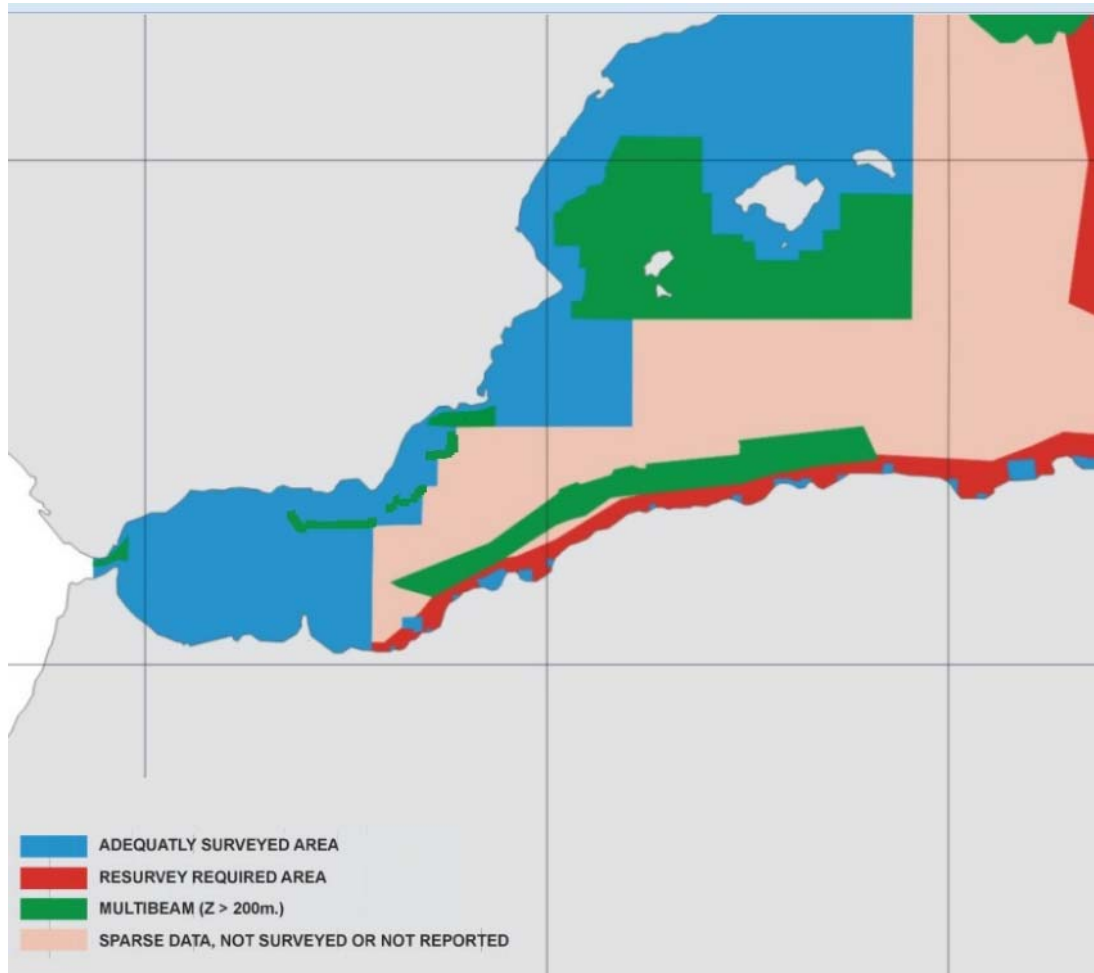 ADEQUATLY SURVEYED AREA
RESURVEY REQUIRED AREA
MULTIBEAM (Z > 200m.)
SPARSE DATA, NOT SURVEYED OR NOT REPORTED